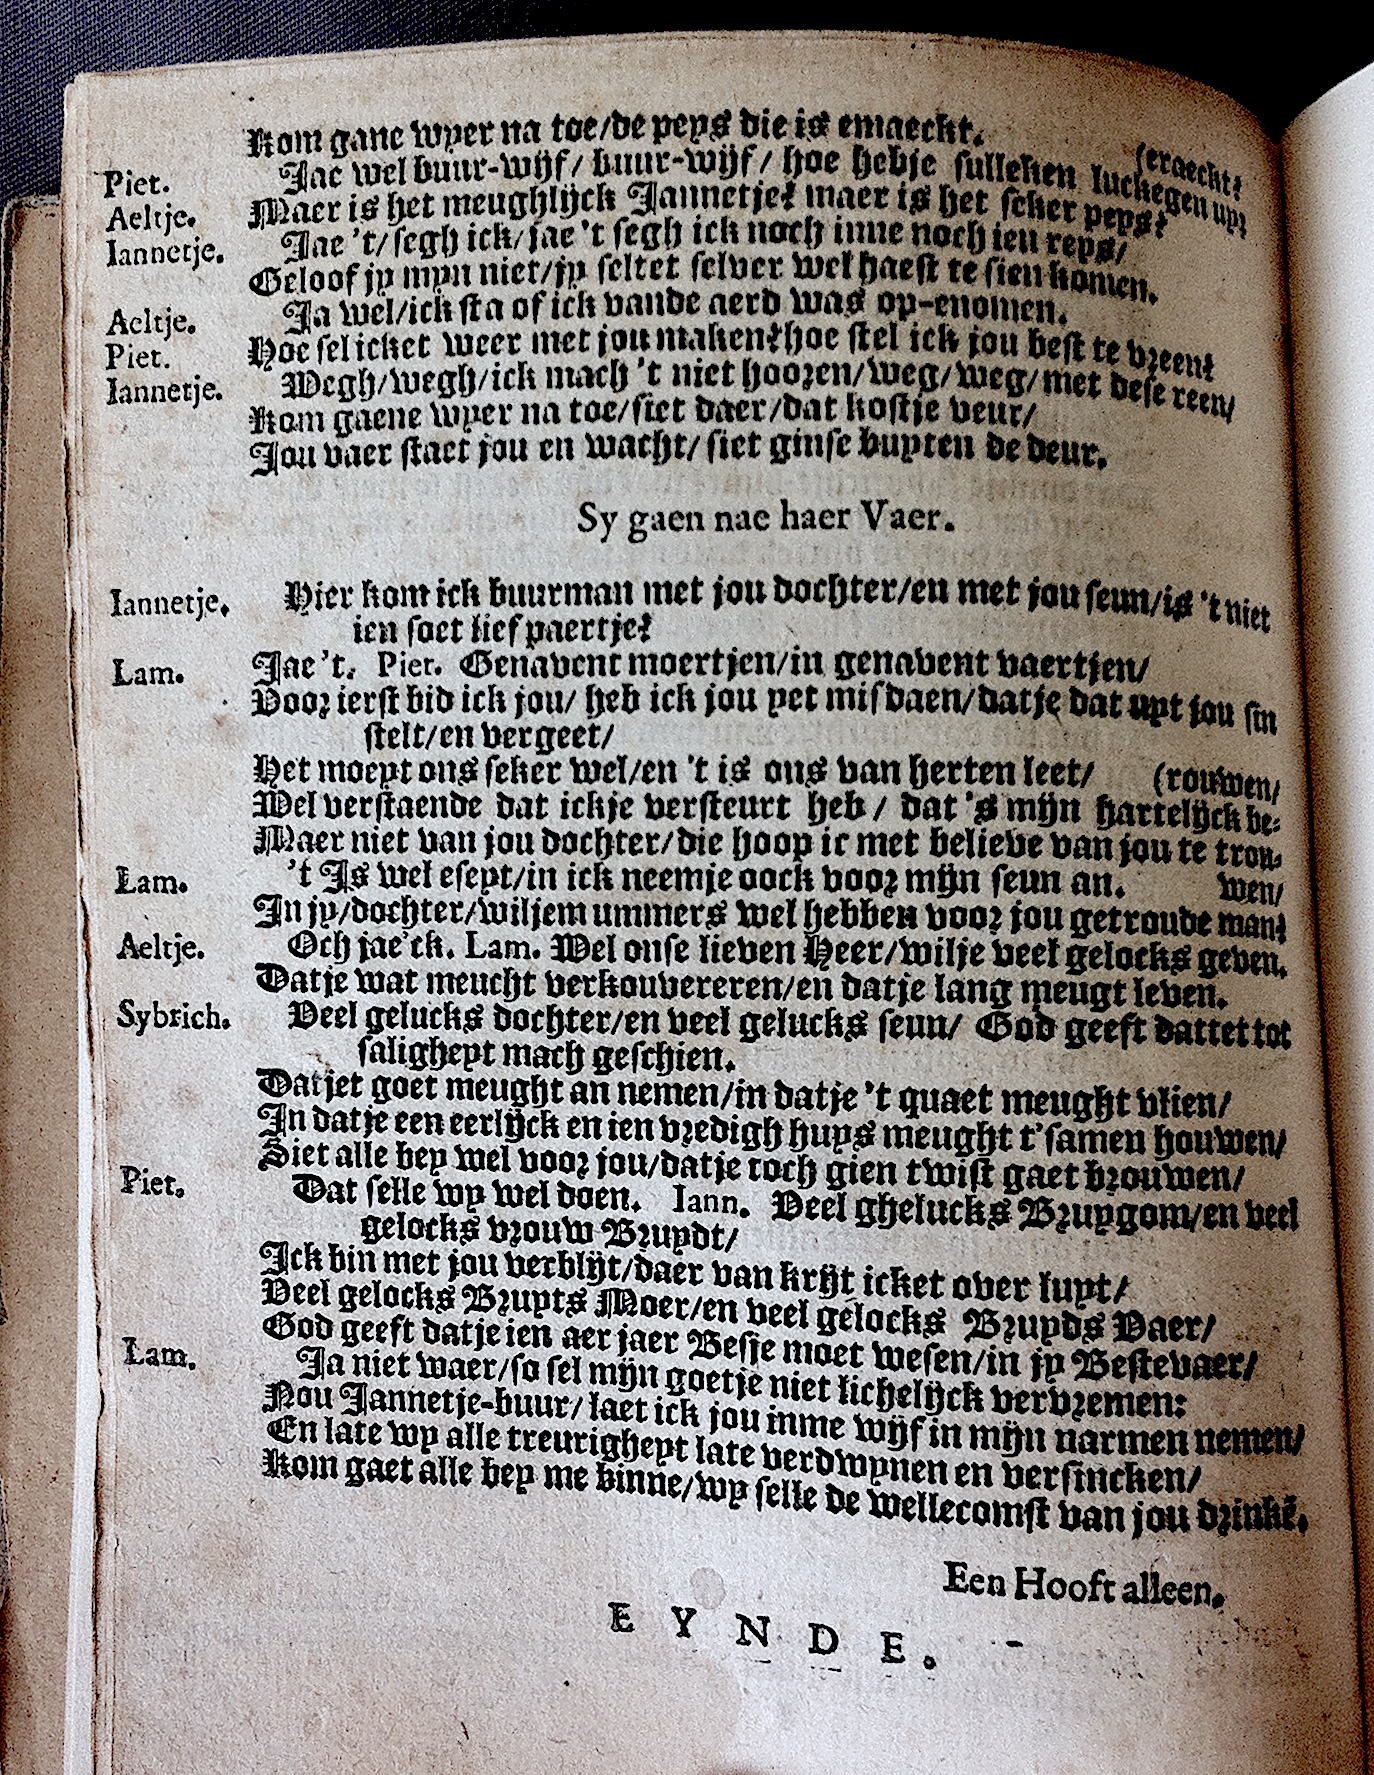 Kom gane wyer na toe/de peys die is emaeckt.
Piet. Jae wel buur-wijf/ buur-wijf/ hoe hebje sulleken luckegen uyt
(eraeckt?
Aeltje. Maer is het meughlijck Jannetje? maer is het seker peys?
Iannetje. Jae 't/ segh ick/ jae 't segh ick noch inne noch ien reys/
Geloof jy myn niet/jy seltet selver wel haest te sien komen.
Aeltje. Ja wel/ick sta of ick vande aerd was op-enomen.
Piet. Hoe sel icket weer met jou maken? hoe stel ick jou best te vreen?
Iannetje. Wegh/wegh/ick mach 't niet hooren/weg/weg/met dese reen/
Kom gaene wyer na toe/siet daer/dat kostje veur/
Jou vaer staet jou en wacht/ siet ginse buyten de deur.
Sy gaen nae haer Vaer.
Iannetje. Hier kom ick buurman met jou dochter/en met jou seun/is 't niet
ien soet lief paertje?
Lam. Jae 't. Piet. Genavent moertjen/in genavent vaertjen/
Voor ierst bid ick jou/ heb ick jou yet misdaen/datje dat uyt jou sin
stelt/en vergeet/
Het moeyt ons seker wel/en 't is ons van herten leet/
(rouwen/
Wel verstaende dat ickje versteurt heb/ dat 's mijn hartelijck be-
Maer niet van jou dochter/die hoop ic met believe van jou te trou-
wen/
Lam. 't Is wel eseyt/in ick neemje oock voor mijn seun an.
In jy/dochter/wiljem ummers wel hebben voor jou getroude man?
Aeltje. Och jae'ck. Lam. Wel onse lieven Heer/wilje veel gelocks geven.
Datje wat meucht verkouvereren/en datje lang meugt leven.
Sybrich. Veel gelucks dochter/en veel gelucks seun/ God geeft dattet tot
saligheyt mach geschien.
Datjet goet meught an nemen/in datje 't quaet meught vlien/
In datje een eerlijck en ien vredigh huys meught t'samen houwen/
Siet alle bey wel voor jou/datje toch gien twist gaet brouwen/
Piet. Dat selle wy wel doen. Iann. Veel ghelucks Bruygom/en veel
gelocks vrouw Bruydt/
Ick bin met jou verblijt/daer van krijt icket over luyt/
Veel gelocks Bruyts Moer/en veel gelocks Bruyds Vaer/
God geeft datje ien aer jaer Besje moet wesen/in jy Bestevaer/
Lam. Ja niet waer/so sel mijn goetje niet lichelijck vervremen:
Nou Jannetje-buur/ laet ick jou inme wijf in mijn narmen nemen/
En late wy alle treurigheyt late verdwynen en versincken/
Kom gaet alle bey me binne/wy selle de wellecomst van jou drinkē.
Een Hooft alleen.
EYNDE.